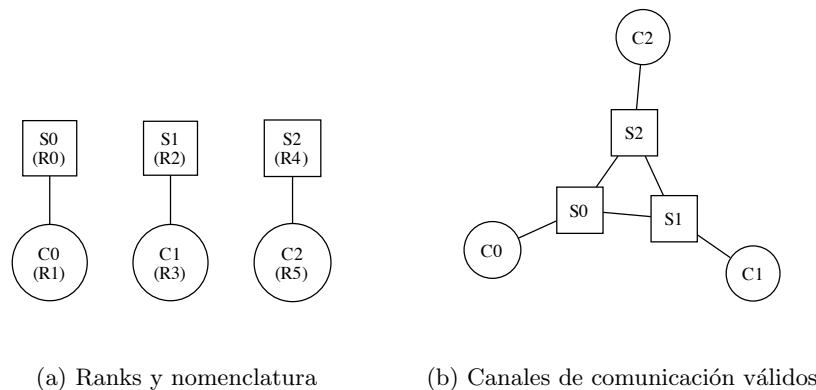 S0
(R0)
S1
(R2)
S2
(R4)
C0
(R1)
C1
(R3)
C2
(R5)
(a) Ranks y nomenclatura
C2
S2
S0
S1
C0
C1
(b) Canales de comunicación válidos